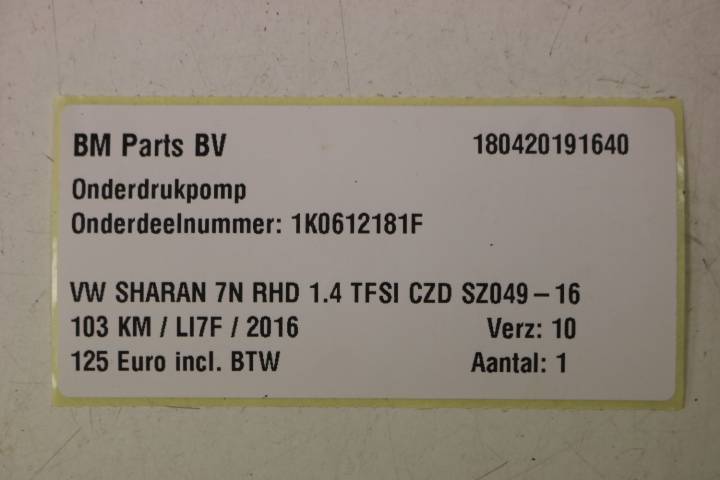 BM Parts BV 180420191640
Onderdrukpomp
Onderdeelnummer: 1K0612181F
VW SHARAN 7N RHD 1.4 TFSI CZD SZ049-16
103 KM / LI7F / 2016 Verz: 10
125 Euro incl. BTW Aantal: 1